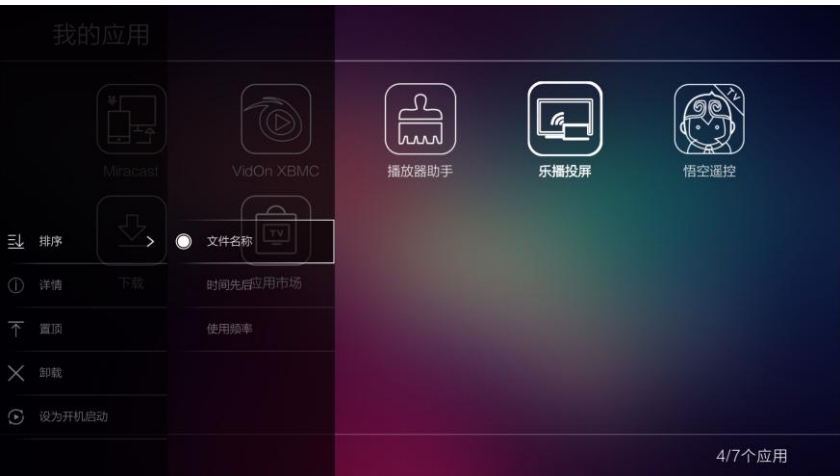 我的应用
Miracast
VidOn XBMC
播放器助手
乐播投屏
悟空遥控
TV
下载
应用市场
TV
排序
详情
置顶
卸载
设为开机启动
文件名称
时间先后
使用频率
4/7个应用